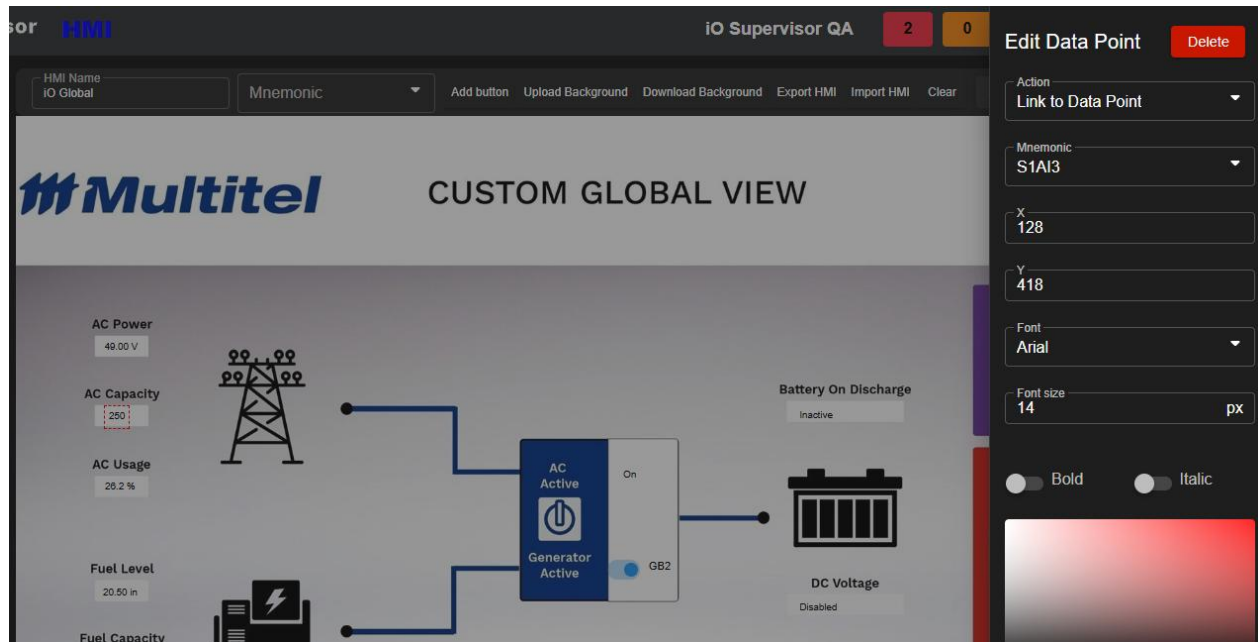 sor HMI
iO Supervisor QA 2 0
HMI Name
iO Global
Mnemonic
Add button Upload Background Download Background Export HMI Import HMI Clear
Multitel
CUSTOM GLOBAL VIEW
AC Power
49.00 V
AC Capacity
250
AC Usage
26.2 %
Fuel Level
20.50 in
Fuel Capacity
AC
Active
On
Generator
Active
GB2
Battery On Discharge
Inactive
DC Voltage
Disabled
Edit Data Point
Delete
Action
Link to Data Point
Mnemonic
S1AI3
X
128
Y
418
Font
Arial
Font size
14 px
Bold Italic